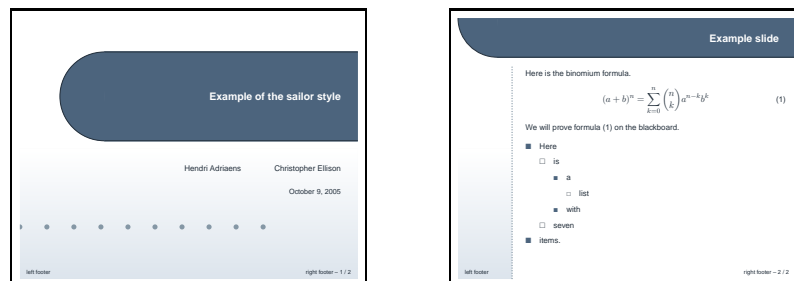 Example of the sailor style
Hendri Adriaens Christopher Ellison
October 9, 2005
left footer right footer – 1 / 2
Example slide
Here is the binomium formula.
(a + b)^n = \sum_{k=0}^{n} \binom{n}{k} a^{n−k} b^k (1)
We will prove formula (1) on the blackboard.
■ Here
□ is
■ a
□ list
■ with
□ seven
■ items.
left footer right footer – 2 / 2